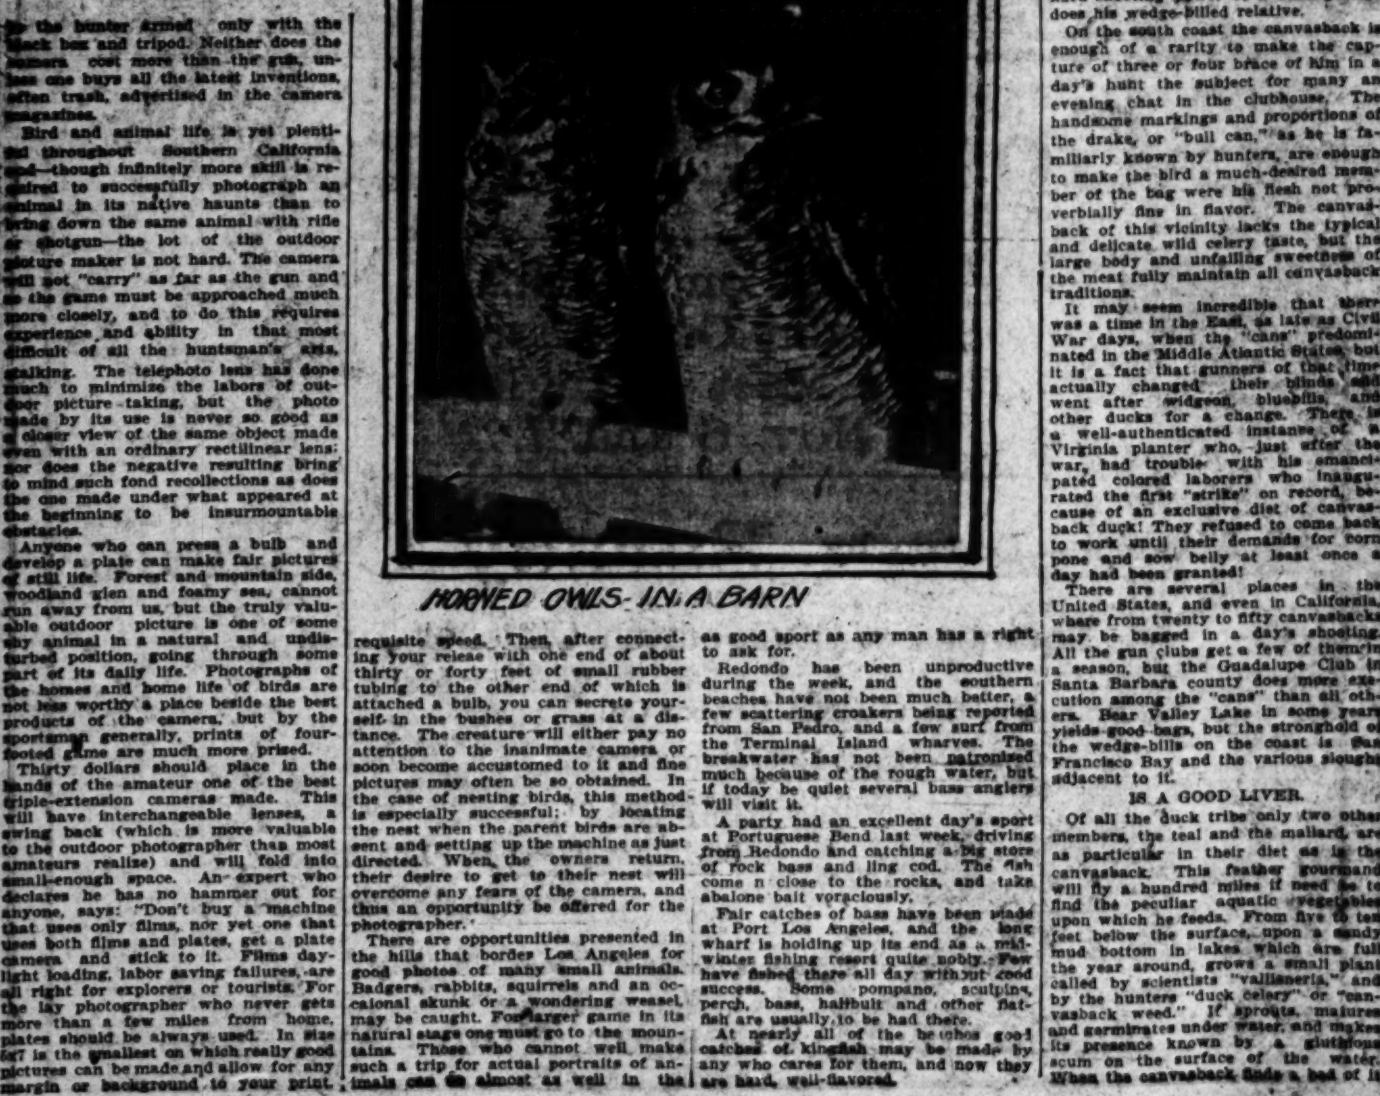 by the hunter armed only with the
black box and tripod. Neither does the
camera cost more than the gun, un-
less one buys all the latest inventions,
often trash, advertised in the camera
magazines.
Bird and animal life is yet plenti-
ful throughout Southern California
and—though infinitely more skill is re-
quired to successfully photograph an
animal in its native haunts than to
bring down the same animal with rifle
or shotgun—the lot of the outdoor
picture maker is not hard. The camera
will not "carry" as far as the gun and
so the game must be approached much
more closely, and to do this requires
experience and ability in that most
difficult of all the huntsman's arts,
stalking. The telephoto lens has done
much to minimize the labors of out-
door picture taking, but the photo
made by its use is never so good as
a closer view of the same object made
even with an ordinary rectilinear lens;
nor does the negative resulting bring
to mind such fond recollections as does
the one made under what appeared at
the beginning to be insurmountable
obstacles.
Anyone who can press a bulb and
develop a plate can make fair pictures
of still life. Forest and mountain side,
woodland glen and foamy sea, cannot
run away from us, but the truly valu-
able outdoor picture is one of some
shy animal in a natural and undis-
turbed position, going through some
part of its daily life. Photographs of
the homes and home life of birds are
not less worthy a place beside the best
products of the camera, but by the
sportsman generally, prints of four-
footed game are much more prized.
Thirty dollars should place in the
hands of the amateur one of the best
triple-extension cameras made. This
will have interchangeable lenses, a
swing back (which is more valuable
to the outdoor photographer than most
amateurs realize) and will fold into
small-enough space. An expert who
declares he has no hammer out for
anyone, says: "Don't buy a machine
that uses only films, nor yet one that
uses both films and plates, get a plate
camera and stick to it. Films day-
light loading, labor saving failures, are
all right for explorers or tourists. For
the lay photographer who never gets
more than a few miles from home,
plates should be always used. In size
5x7 is the smallest on which really good
pictures can be made and allow for any
margin or background to your print.
HORNED OWLS- IN A BARN
requisite speed. Then, after connect-
ing your releae with one end of about
thirty or forty feet of small rubber
tubing to the other end of which is
attached a bulb, you can secrete your-
self in the bushes or grass at a dis-
tance. The creature will either pay no
attention to the inanimate camera or
soon become accustomed to it and fine
pictures may often be so obtained. In
the case of nesting birds, this method
is especially successful; by locating
the nest when the parent birds are ab-
sent and setting up the machine as just
directed. When the owners return,
their desire to get to their nest will
overcome any fears of the camera, and
thus an opportunity be offered for the
photographer.
There are opportunities presented in
the hills that border Los Angeles for
good photos of many small animals.
Badgers, rabbits, squirrels and an oc-
caional skunk or a wondering weasel,
may be caught. For larger game in its
natural stage one must go to the moun-
tains. Those who cannot well make
such a trip for actual portraits of an-
imals can do almost as well in the
as good sport as any man has a right
to ask for.
Redondo has been unproductive
during the week, and the southern
beaches have not been much better, a
few scattering croakers being reported
from San Pedro, and a few surf from
the Terminal Island wharves. The
breakwater has not been patronized
much because of the rough water, but
if today be quiet several bass anglers
will visit it.
A party had an excellent day's sport
at Portuguese Bend last week, driving
from Redondo and catching a big store
of rock bass and ling cod. The fish
come n close to the rocks, and take
abalone bait voraciously.
Fair catches of bass have been made
at Port Los Angeles, and the long
wharf is holding up its end as a mid-
winter fishing resort quite nobly. Few
have fished there all day without good
success. Some pompano, sculpins,
perch, bass, halibut and other flat-
fish are usually to be had there.
At nearly all of the beaches good
catches of kingfish may be made by
any who cares for them, and now they
are hard, well-flavored.
does his wedge-billed relative.
On the south coast the canvasback is
enough of a rarity to make the cap-
ture of three or four brace of him in a
day's hunt the subject for many an
evening chat in the clubhouse. The
handsome markings and proportions of
the drake, or "bull can," as he is fa-
miliarly known by hunters, are enough
to make the bird a much-desired mem-
ber of the bag were his flesh not pro-
verbially fine in flavor. The canvas-
back of this vicinity lacks the typical
and delicate wild celery taste, but the
large body and unfailing sweetness of
the meat fully maintain all canvasback
traditions.
It may seem incredible that there
was a time in the East, as late as Civil
War days, when the "cans" predomi-
nated in the Middle Atlantic States, but
it is a fact that gunners of that time
actually changed their blinds and
went after widgeon, bluebills, and
other ducks for a change. There is
a well-authenticated instance of a
Virginia planter who, just after the
war, had trouble with his emanci-
pated colored laborers who inaugu-
rated the first "strike" on record, be-
cause of an exclusive diet of canvas-
back duck! They refused to come back
to work until their demands for corn
pone and sow belly at least once a
day had been granted!
There are several places in the
United States, and even in California,
where from twenty to fifty canvasbacks
may be bagged in a day's shooting.
All the gun clubs get a few of them in
a season, but the Guadalupe Club in
Santa Barbara county does more exe-
cution among the "cans" than all oth-
ers. Bear Valley Lake in some years
yields good bags, but the stronghold of
the wedge-bills on the coast is San
Francisco Bay and the various sloughs
adjacent to it.
IS A GOOD LIVER.
Of all the duck tribe only two other
members, the teal and the mallard, are
as particular in their diet as is the
canvasback. This feather gourmand
will fly a hundred miles if need be to
find the peculiar aquatic vegetables
upon which he feeds. From five to ten
feet below the surface, upon a sandy
mud bottom in lakes which are full
the year around, grows a small plant
called by scientists "vallisneria," and
by the hunters "duck celery" or "can-
vasback weed." If sprouts, matures
and germinates under water, and makes
its presence known by a gluthious
scum on the surface of the water.
When the canvasback finds a bed of it